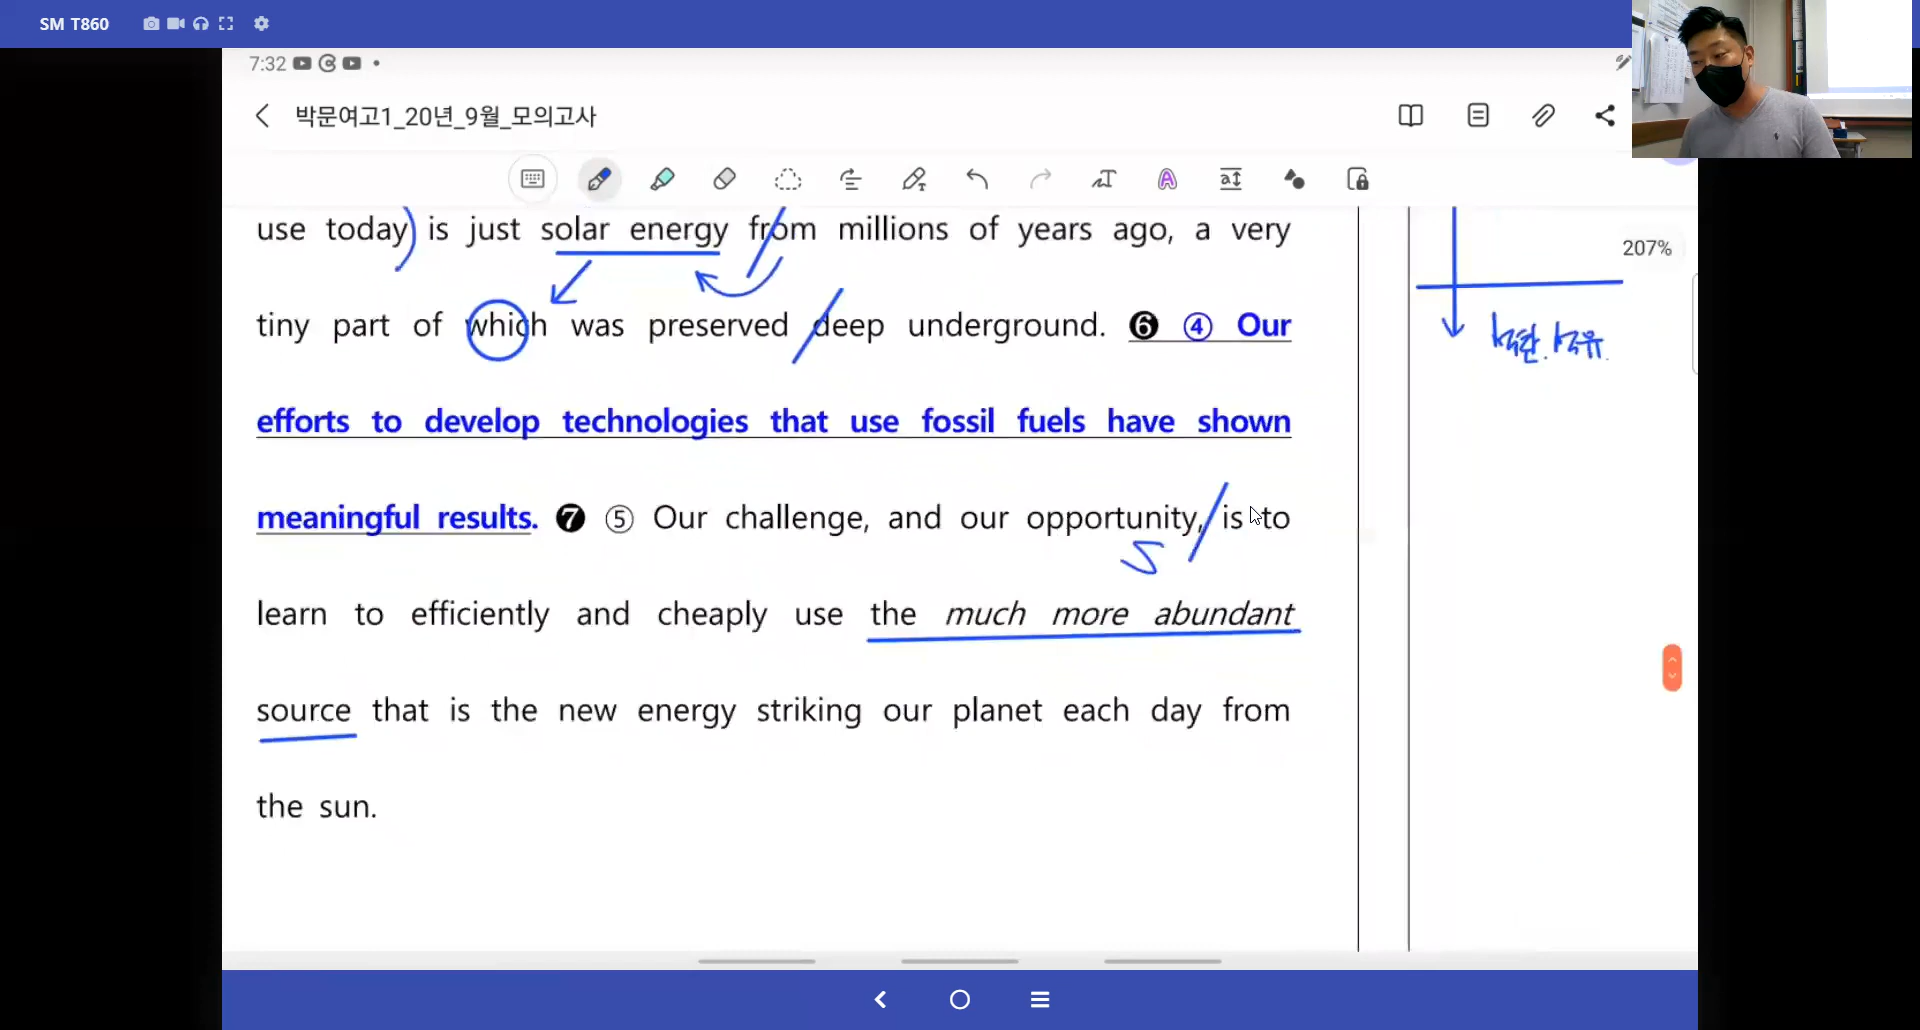 SM T860
7:32
박문여고1_20년_9월_모의고사
207%
use today) is just solar energy from millions of years ago, a very
tiny part of which was preserved deep underground. ❻ ④ Our
efforts to develop technologies that use fossil fuels have shown
meaningful results. ❼ ⑤ Our challenge, and our opportunity, is to
S
learn to efficiently and cheaply use the much more abundant
source that is the new energy striking our planet each day from
the sun.
석탄. 석유.